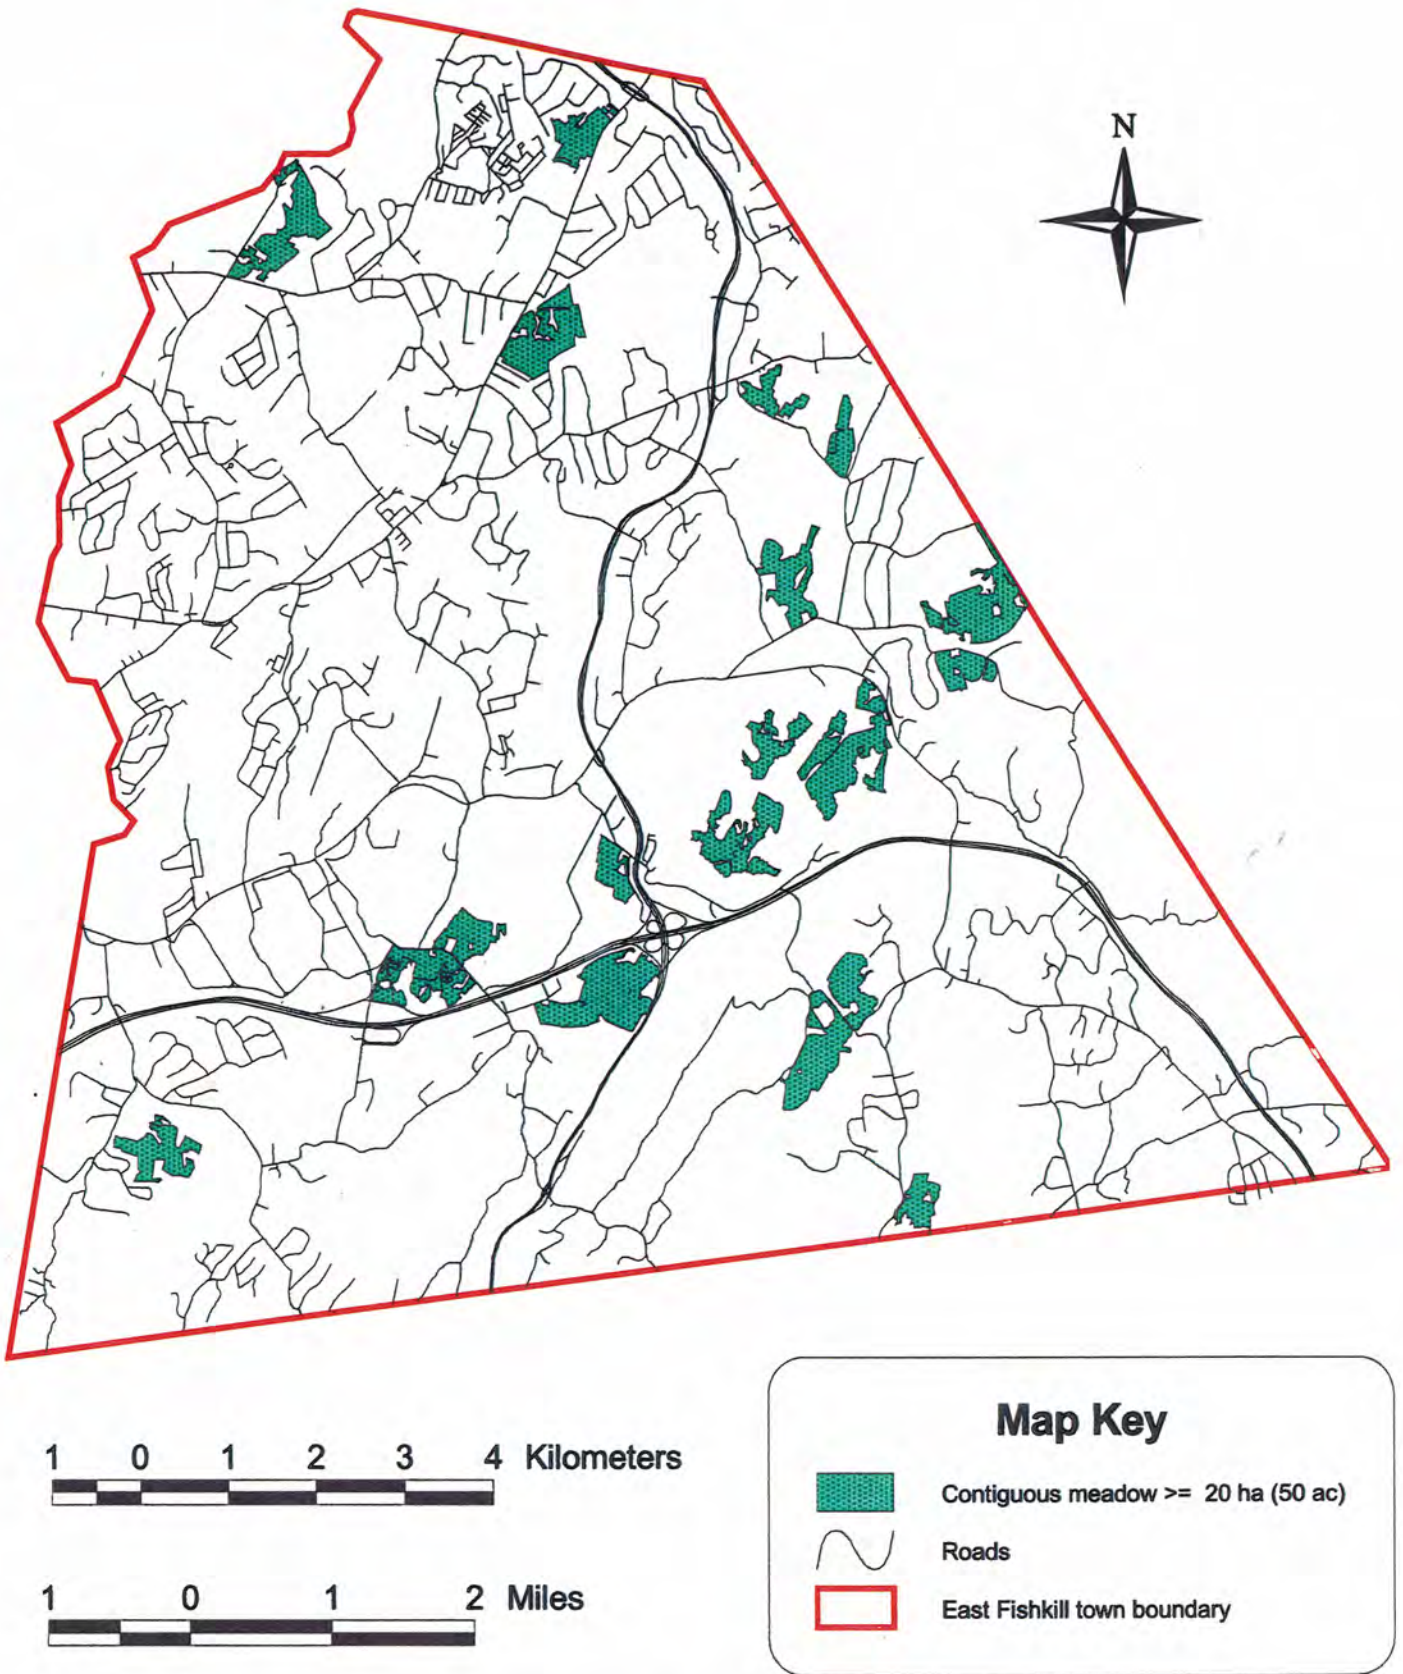 N
Map Key
Contiguous meadow >= 20 ha (50 ac)
Roads
East Fishkill town boundary
1 0 1 2 3 4 Kilometers
1 0 1 2 Miles